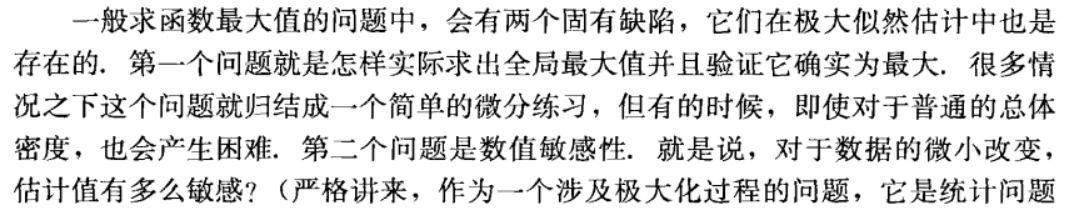 一般求函数最大值的问题中，会有两个固有缺陷，它们在极大似然估计中也是
存在的. 第一个问题就是怎样实际求出全局最大值并且验证它确实为最大. 很多情
况之下这个问题就归结成一个简单的微分练习，但有的时候，即使对于普通的总体
密度，也会产生困难. 第二个问题是数值敏感性. 就是说，对于数据的微小改变，
估计值有多么敏感？（严格讲来，作为一个涉及极大化过程的问题，它是统计问题